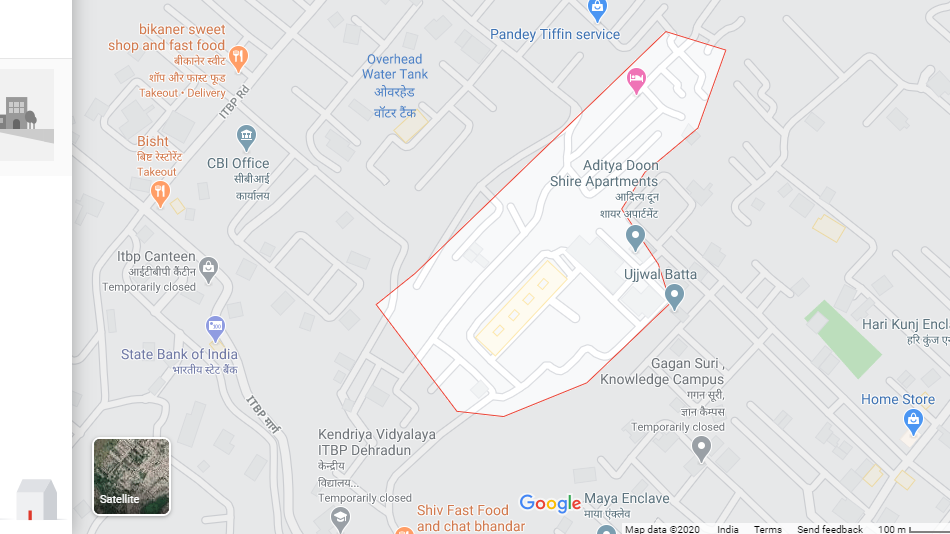 bikaner sweet
shop and fast food
बीकानेर स्वीट
शॉप और फास्ट फूड
Takeout • Delivery
Pandey Tiffin service
Overhead
Water Tank
ओवरहेड
वॉटर टैंक
ITBP Rd
Bisht
बिष्ट रेस्टोरेंट
Takeout
CBI Office
सीबीआई
कार्यालय
Aditya Doon
Shire Apartments
आदित्य दून
शायर अपार्टमेंट
Itbp Canteen
आईटीबीपी कैंटीन
Temporarily closed
Ujjwal Batta
State Bank of India
भारतीय स्टेट बैंक
Hari Kunj Encl
हरि कुंज
Gagan Suri ,
Knowledge Campus
गगन सूरी,
ज्ञान कैम्पस
Temporarily closed
Home Store
ITBP मार्ग
Kendriya Vidyalaya
ITBP Dehradun
केन्द्रीय
विद्यालय...
Temporarily closed
Satellite
Google
Maya Enclave
माया एंक्लेव
Shiv Fast Food
and chat bhandar
Map data ©2020 India Terms Send feedback 100 m